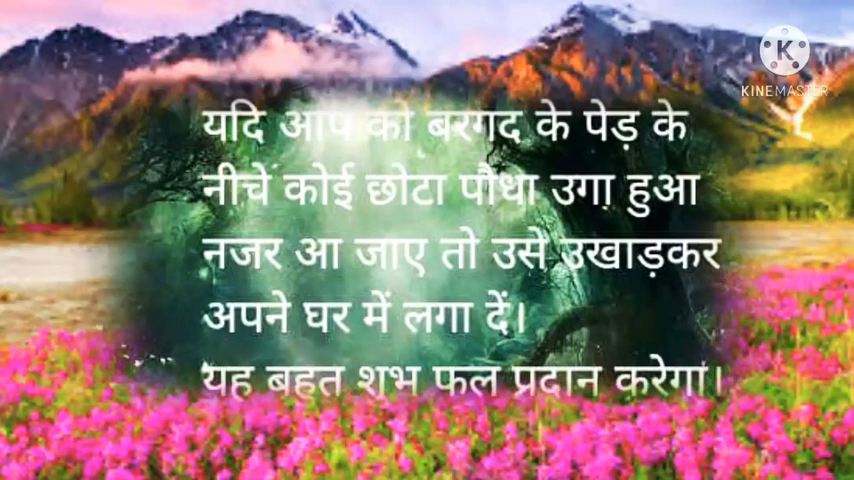 KINEMASTER
यदि आप को बरगद के पेड़ के
नीचे कोई छोटा पौधा उगा हुआ
नजर आ जाए तो उसे उखाड़कर
अपने घर में लगा दें।
यह बहुत शुभ फल प्रदान करेगा।